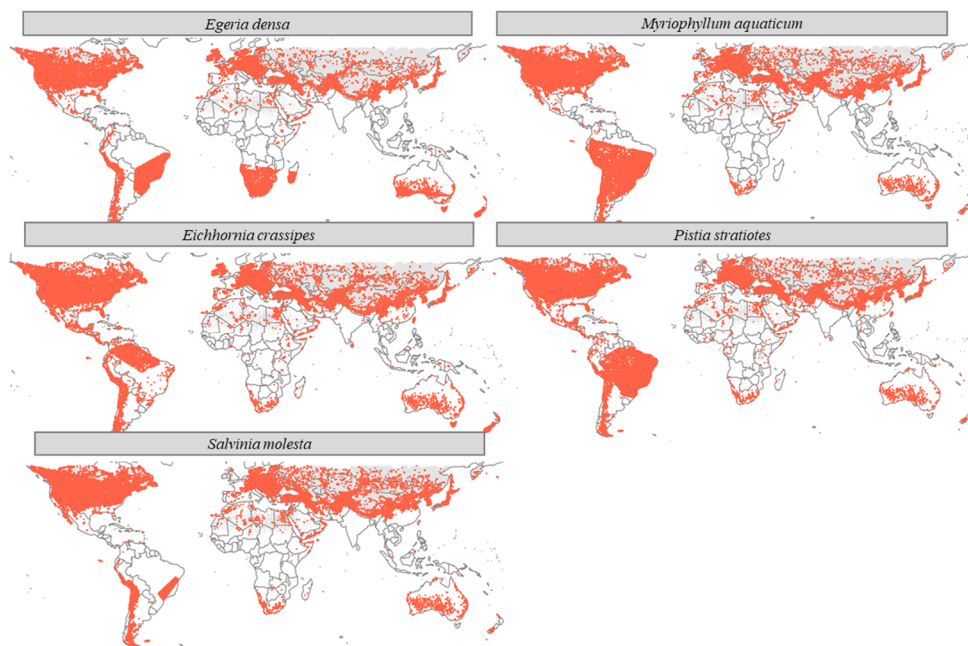 Egeria densa
Myriophyllum aquaticum
Eichhornia crassipes
Pistia stratiotes
Salvinia molesta